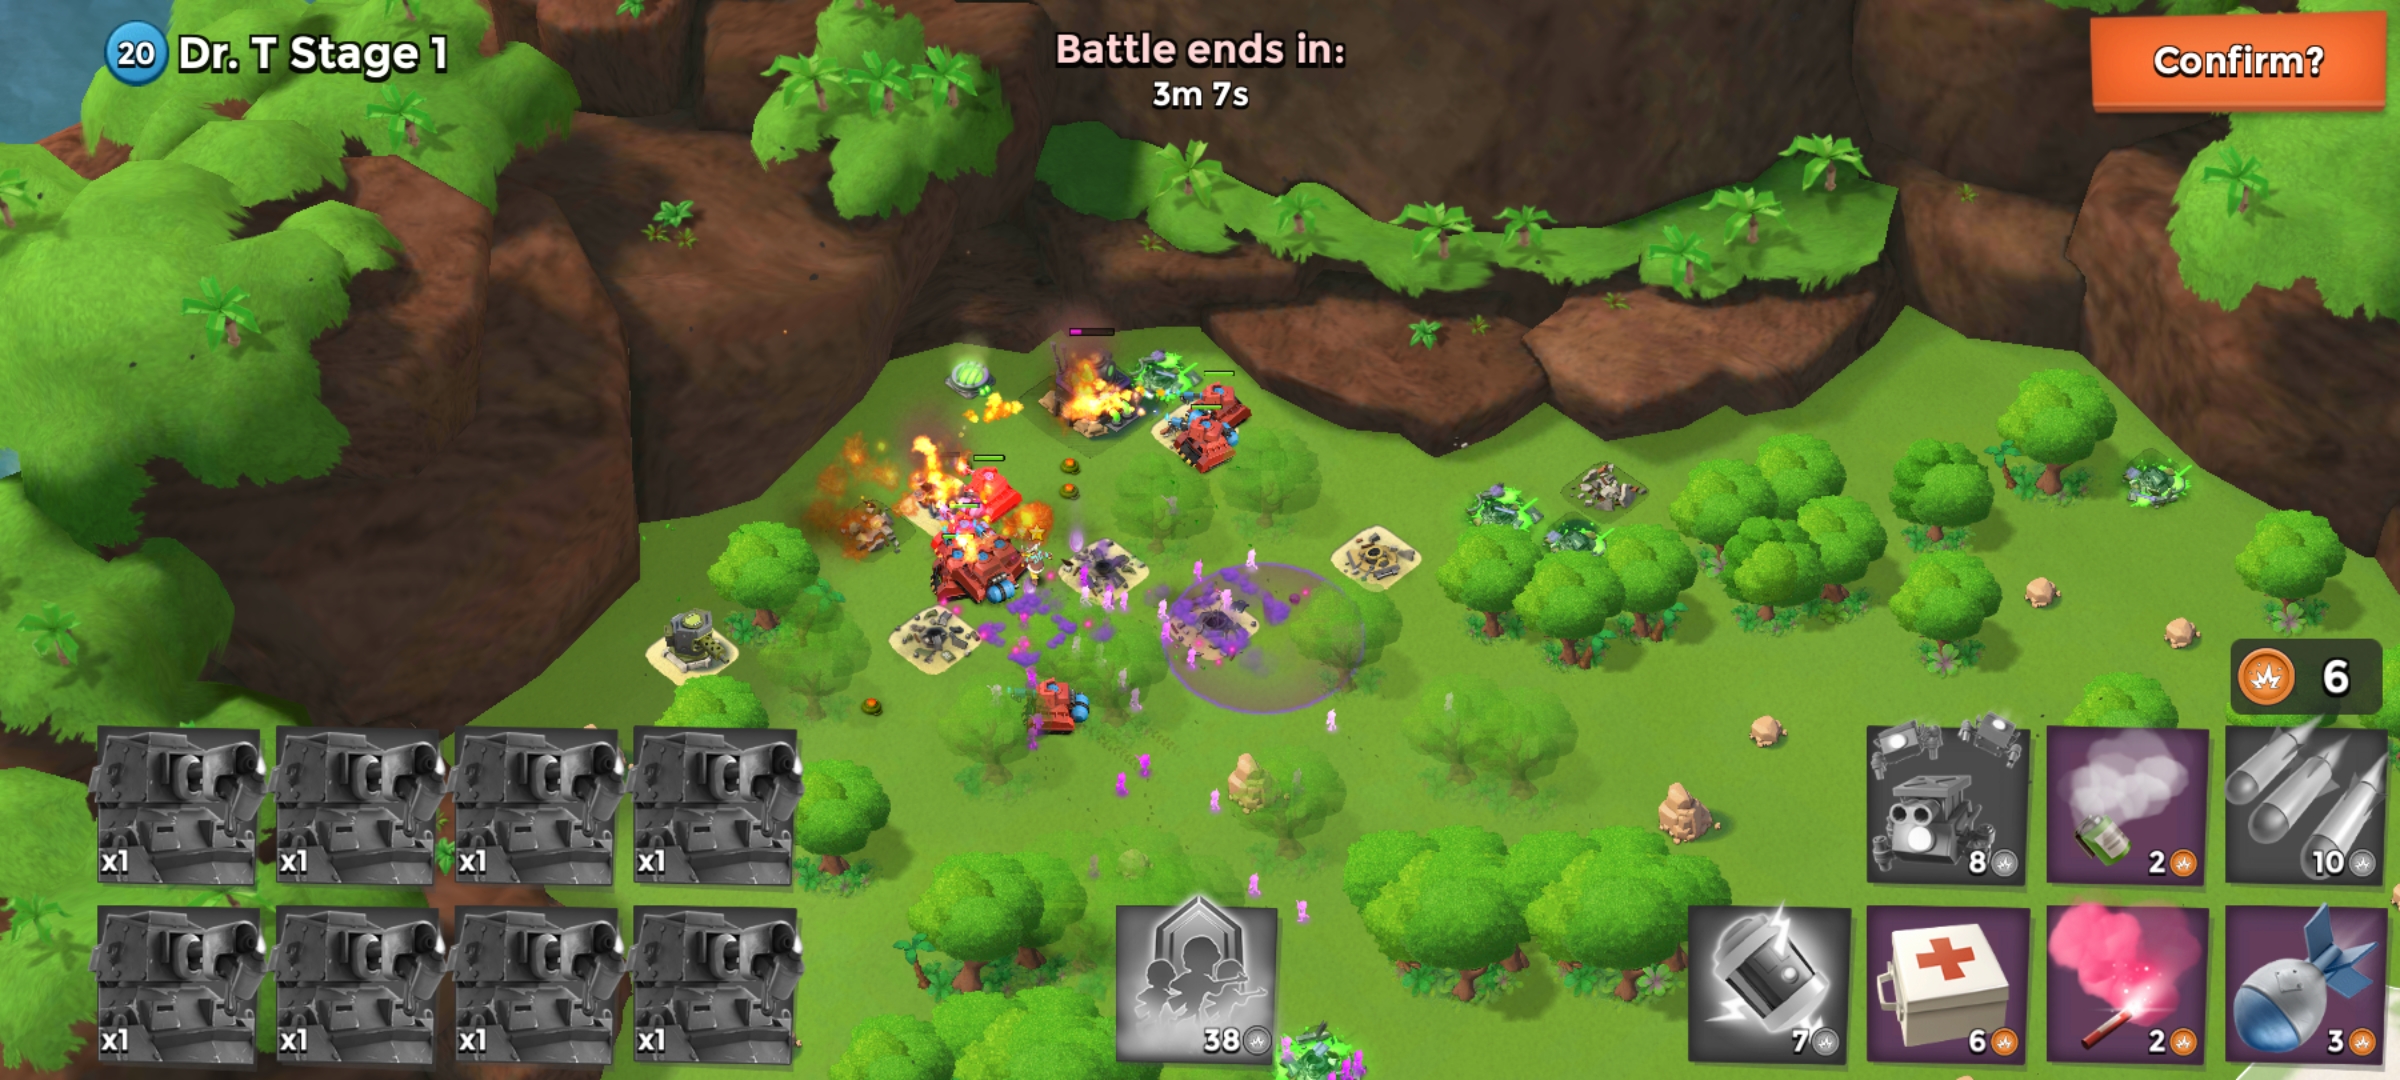 20 Dr. T Stage 1
Battle ends in:
3m 7s
Confirm?
6
x1 x1 x1 x1
8 2 10
x1 x1 x1 x1
38
7 6 2 3